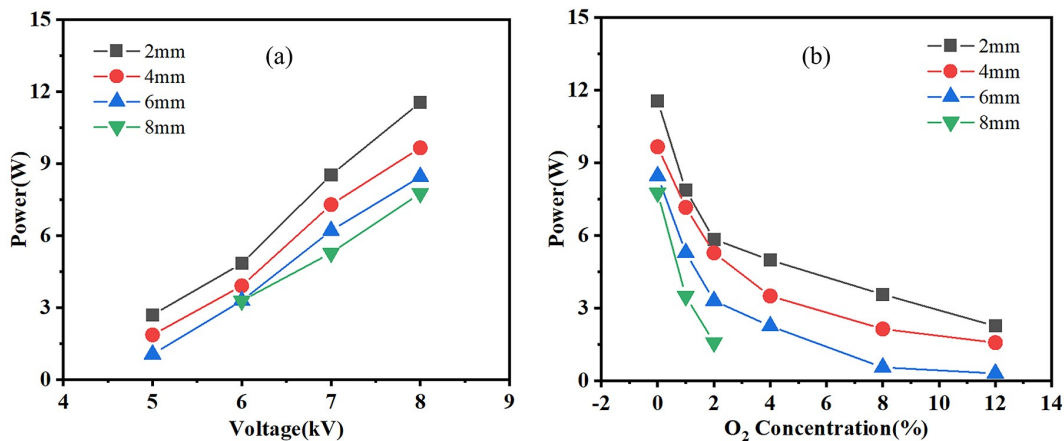 (a)
2mm
4mm
6mm
8mm
Power(W)
15
12
9
6
3
0
4 5 6 7 8 9
Voltage(kV)
(b)
2mm
4mm
6mm
8mm
Power(W)
15
12
9
6
3
0
-2 0 2 4 6 8 10 12 14
O₂ Concentration(%)